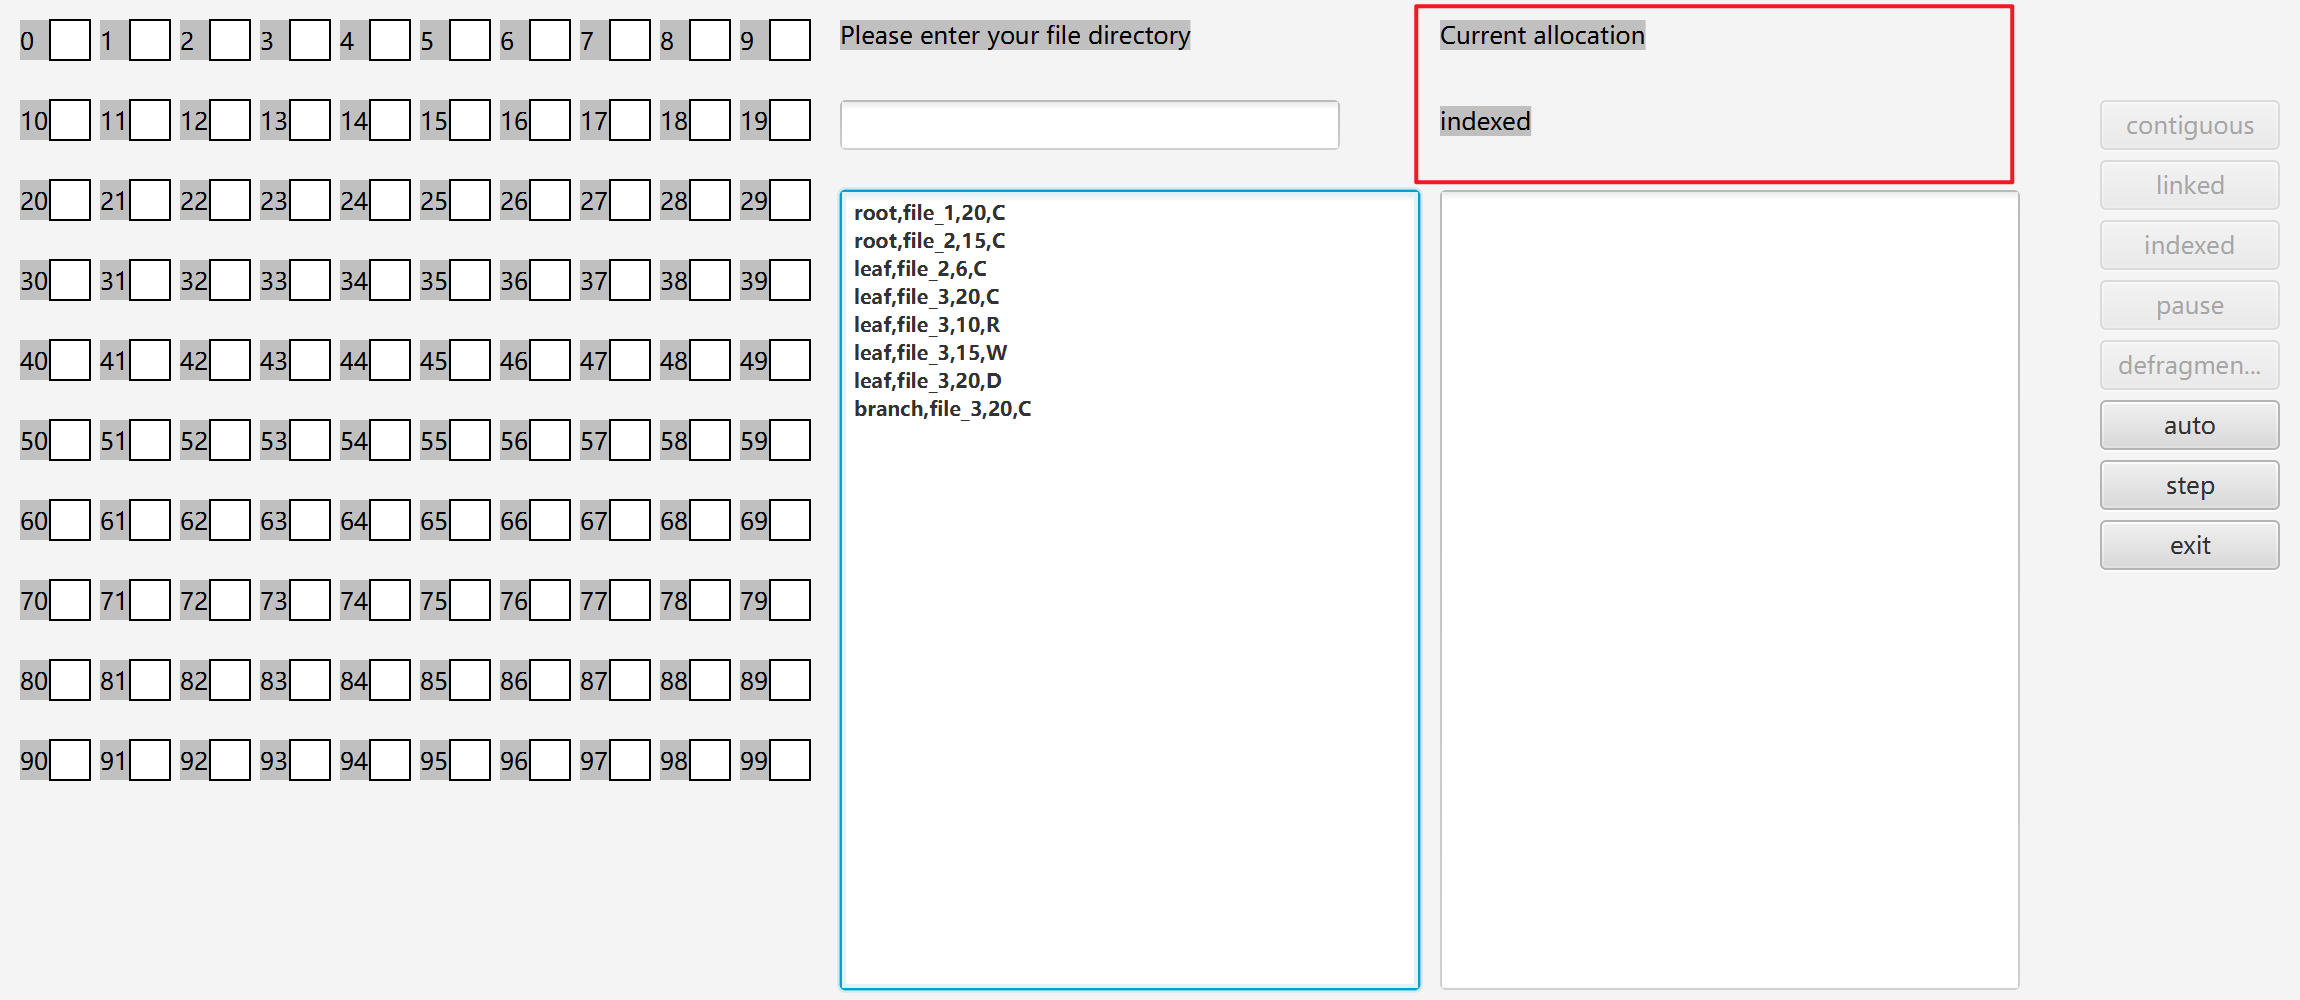 0 1 2 3 4 5 6 7 8 9
10 11 12 13 14 15 16 17 18 19
20 21 22 23 24 25 26 27 28 29
30 31 32 33 34 35 36 37 38 39
40 41 42 43 44 45 46 47 48 49
50 51 52 53 54 55 56 57 58 59
60 61 62 63 64 65 66 67 68 69
70 71 72 73 74 75 76 77 78 79
80 81 82 83 84 85 86 87 88 89
90 91 92 93 94 95 96 97 98 99
Please enter your file directory
root,file_1,20,C
root,file_2,15,C
leaf,file_2,6,C
leaf,file_3,20,C
leaf,file_3,10,R
leaf,file_3,15,W
leaf,file_3,20,D
branch,file_3,20,C
Current allocation
indexed
contiguous
linked
indexed
pause
defragmen...
auto
step
exit